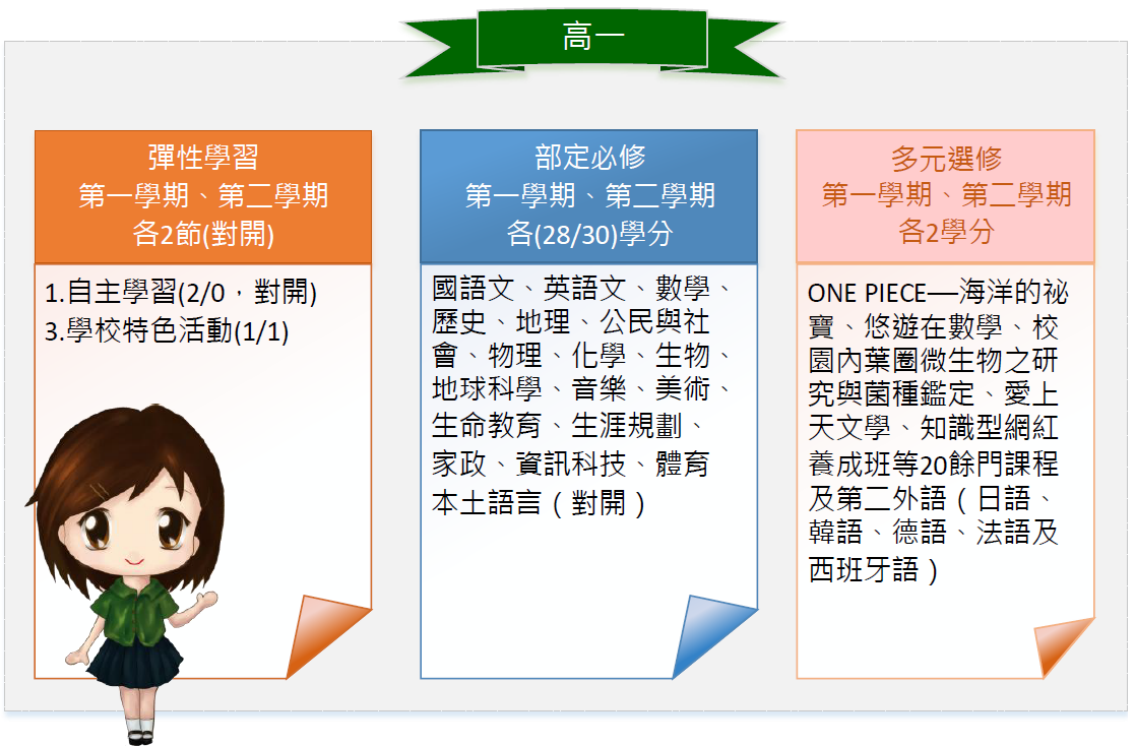 高一
彈性學習
第一學期、第二學期
各2節(對開)
1.自主學習(2/0，對開)
3.學校特色活動(1/1)
部定必修
第一學期、第二學期
各(28/30)學分
國語文、英語文、數學、
歷史、地理、公民與社
會、物理、化學、生物、
地球科學、音樂、美術、
生命教育、生涯規劃、
家政、資訊科技、體育
本土語言（對開）
多元選修
第一學期、第二學期
各2學分
ONE PIECE—海洋的祕
寶、悠遊在數學、校
園內葉圈微生物之研
究與菌種鑑定、愛上
天文學、知識型網紅
養成班等20餘門課程
及第二外語（日語、
韓語、德語、法語及
西班牙語）